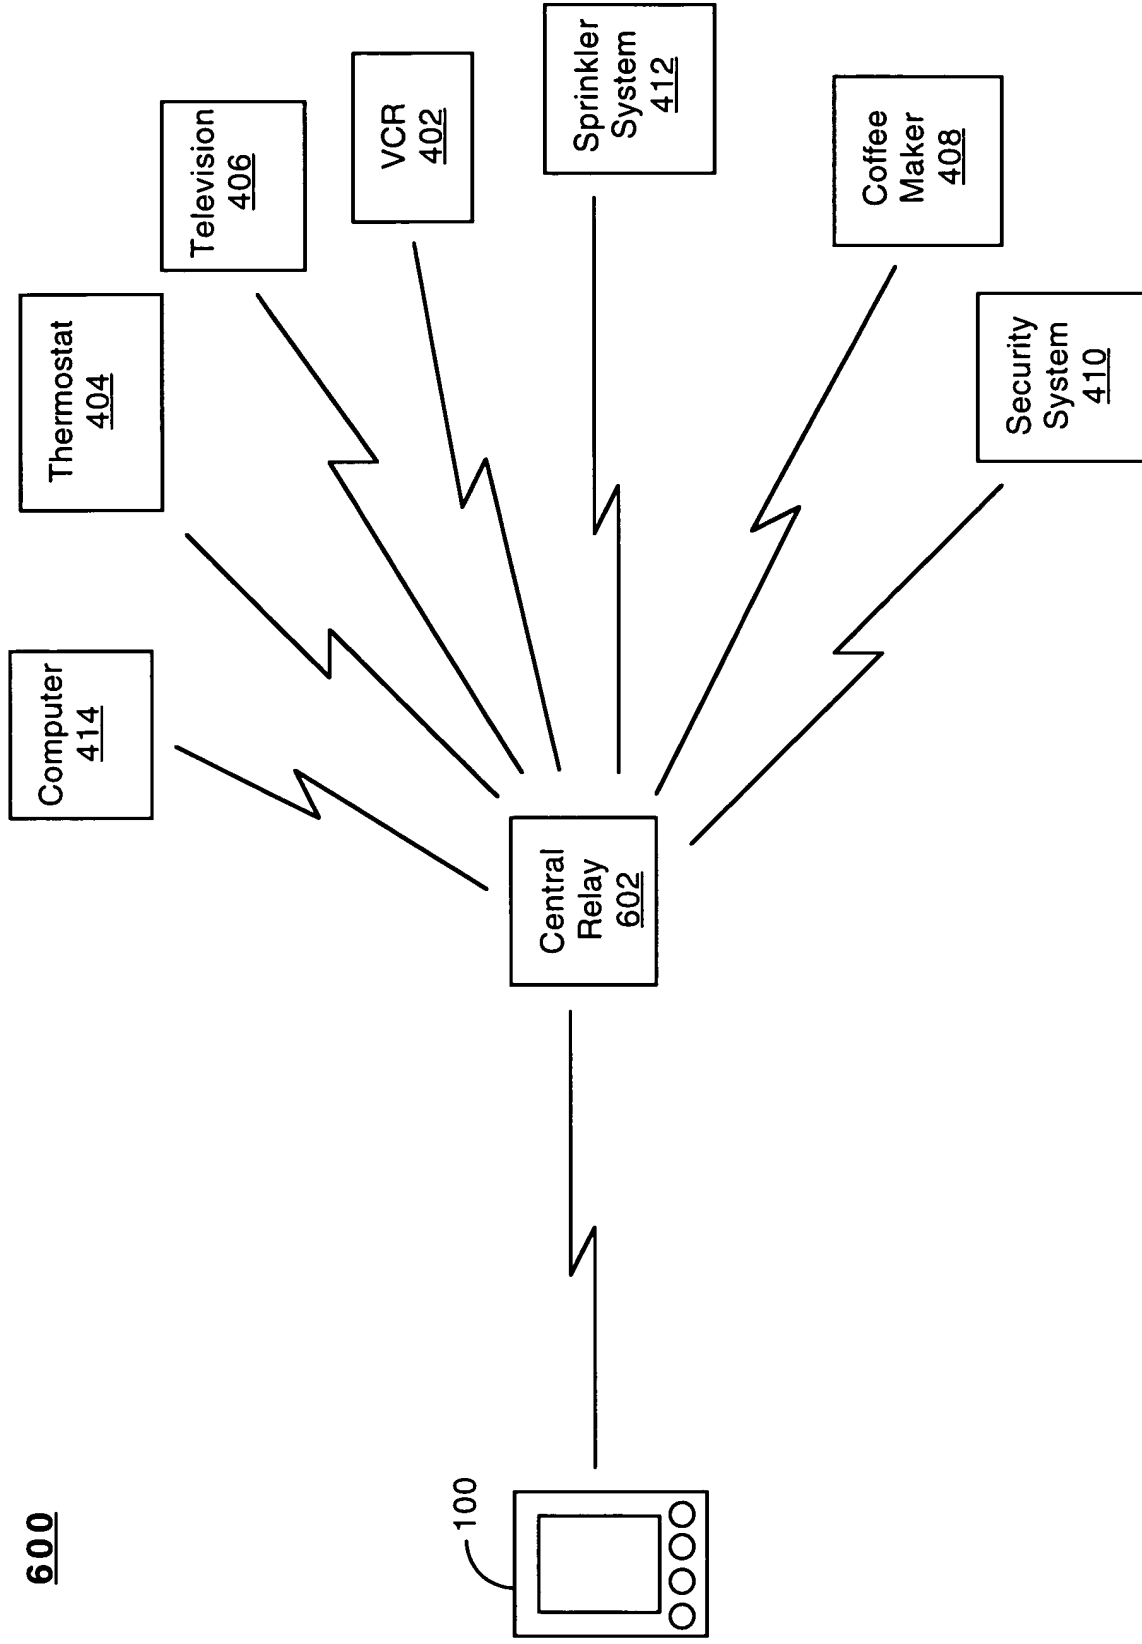 600
Computer
414
Thermostat
404
Television
406
VCR
402
Sprinkler
System
412
Coffee
Maker
408
Security
System
410
Central
Relay
602
100